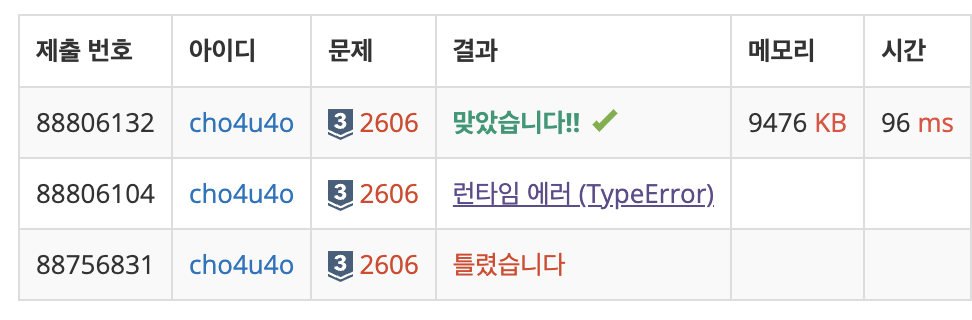 제출 번호 아이디 문제 결과 메모리 시간
88806132 cho4u4o 3 2606 맞았습니다!! 9476 KB 96 ms
88806104 cho4u4o 3 2606 런타임 에러 (TypeError)
88756831 cho4u4o 3 2606 틀렸습니다